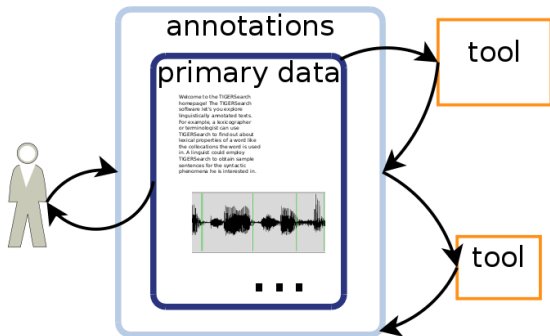 annotations
primary data
tool
Welcome to the TIGERSearch
homepage! The TIGERSearch
software let's you explore
linguistically annotated texts.
For example, a lexicographer
or terminologist can use
TIGERSearch to find out about
lexical properties of a word like
the collocations the word is used
in. A linguist could employ
TIGERSearch to obtain sample
sentences for the syntactic
phenomena he is interested in.
tool
...